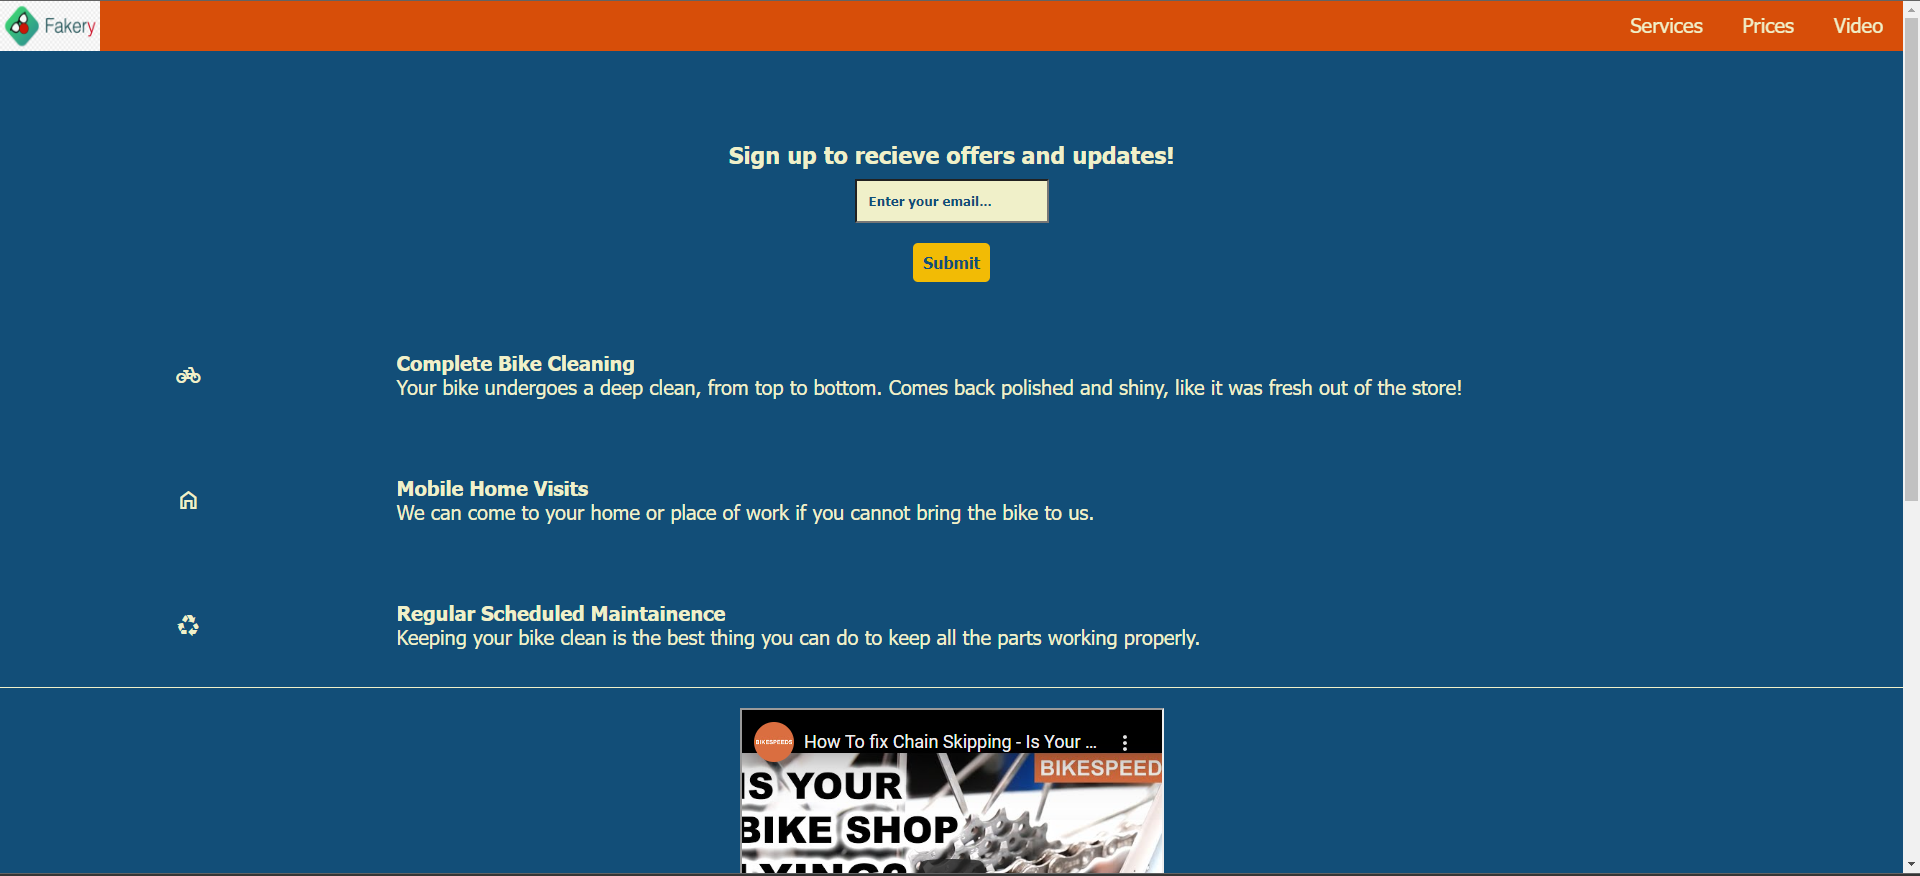 Fakery
Services Prices Video
Sign up to recieve offers and updates!
Enter your email...
Submit
Complete Bike Cleaning
Your bike undergoes a deep clean, from top to bottom. Comes back polished and shiny, like it was fresh out of the store!
Mobile Home Visits
We can come to your home or place of work if you cannot bring the bike to us.
Regular Scheduled Maintainence
Keeping your bike clean is the best thing you can do to keep all the parts working properly.
BIKESPEEDS
How To fix Chain Skipping - Is Your ...
BIKESPEED
IS YOUR
BIKE SHOP
LYING?